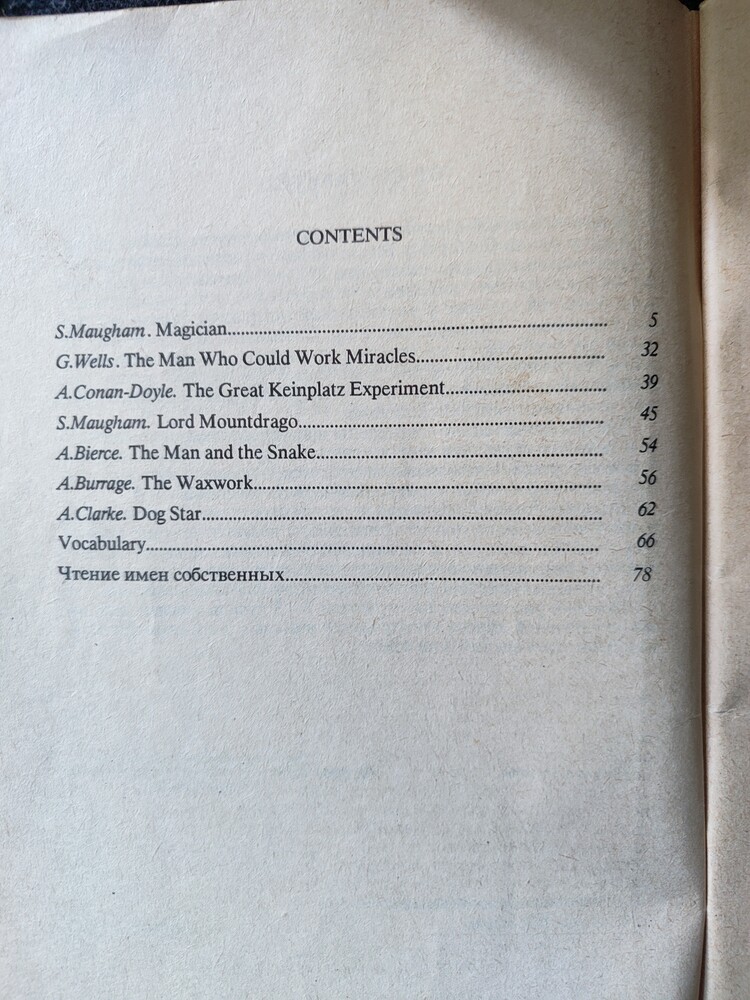 CONTENTS
S.Maugham. Magician........ 5
G.Wells. The Man Who Could Work Miracles........ 32
A.Conan-Doyle. The Great Keinplatz Experiment........ 39
S.Maugham. Lord Mountdrago........ 45
A.Bierce. The Man and the Snake........ 54
A.Burrage. The Waxwork........ 56
A.Clarke. Dog Star........ 62
Vocabulary........ 66
Чтение имен собственных........ 78